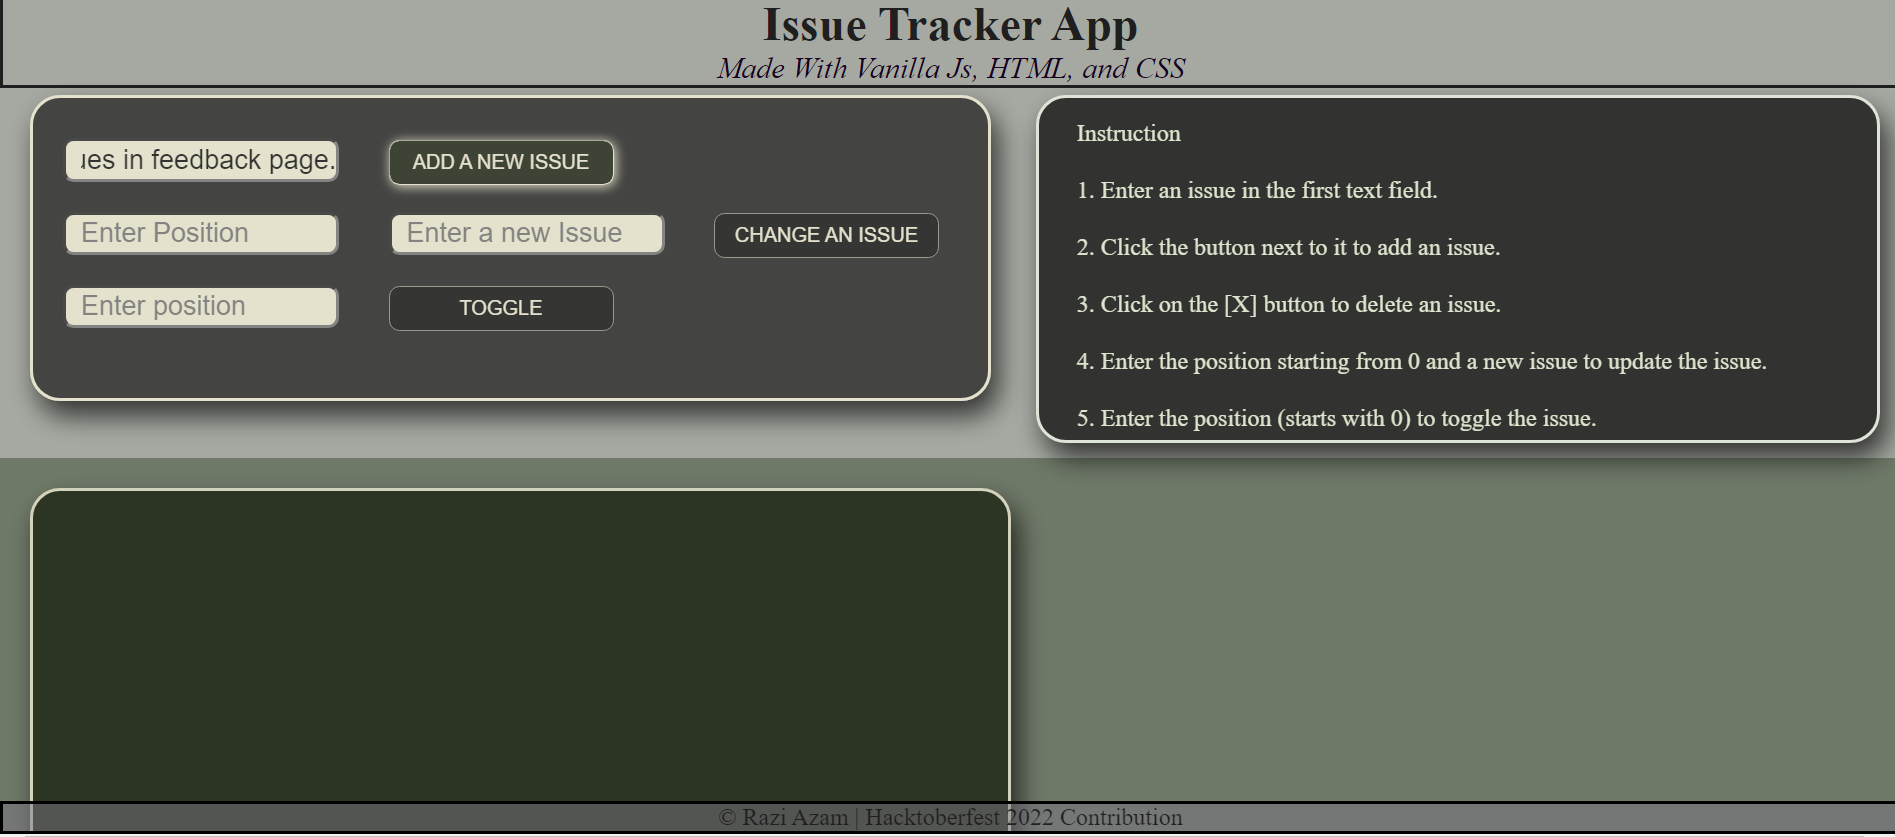 Issue Tracker App
Made With Vanilla Js, HTML, and CSS
ues in feedback page.
ADD A NEW ISSUE
Enter Position
Enter a new Issue
CHANGE AN ISSUE
Enter position
TOGGLE
Instruction
1. Enter an issue in the first text field.
2. Click the button next to it to add an issue.
3. Click on the [X] button to delete an issue.
4. Enter the position starting from 0 and a new issue to update the issue.
5. Enter the position (starts with 0) to toggle the issue.
© Razi Azam | Hacktoberfest 2022 Contribution